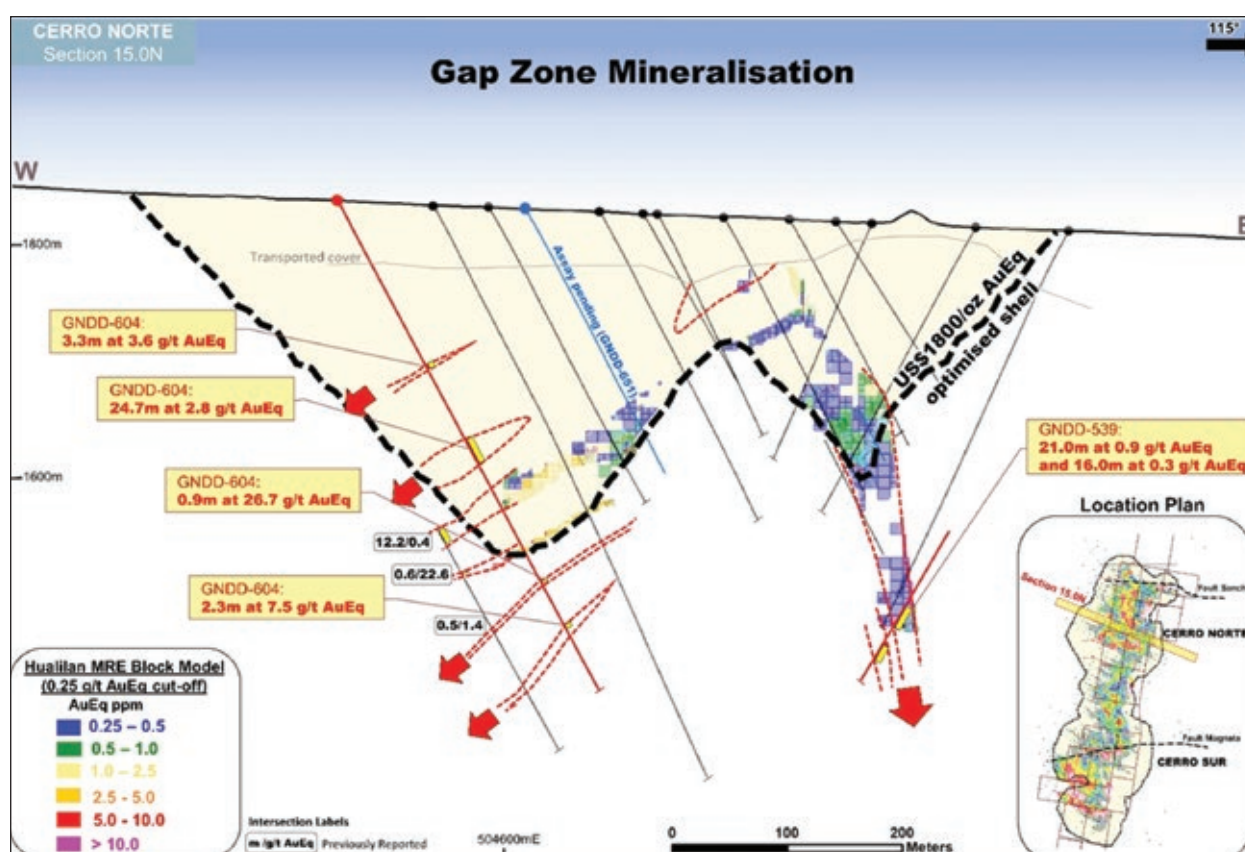 CERRO NORTE
Section 15.0N
115°
Gap Zone Mineralisation
W
E
1800m
Transported cover
Assay pending (GNDD-651)
US$1800/oz AuEq
optimised shell
GNDD-604:
3.3m at 3.6 g/t AuEq
GNDD-604:
24.7m at 2.8 g/t AuEq
1600m
GNDD-604:
0.9m at 26.7 g/t AuEq
GNDD-604:
2.3m at 7.5 g/t AuEq
12.2/0.4
0.6/22.6
0.5/1.4
GNDD-539:
21.0m at 0.9 g/t AuEq
and 16.0m at 0.3 g/t AuEq
Location Plan
Section 15.0N
CERRO NORTE
Fault Magnata
CERRO SUR
Hualilan MRE Block Model
(0.25 g/t AuEq cut-off)
AuEq ppm
0.25 – 0.5
0.5 – 1.0
1.0 – 2.5
2.5 - 5.0
5.0 - 10.0
> 10.0
Intersection Labels
m /g/t AuEq Previously Reported
504600mE
0 100 200
Meters